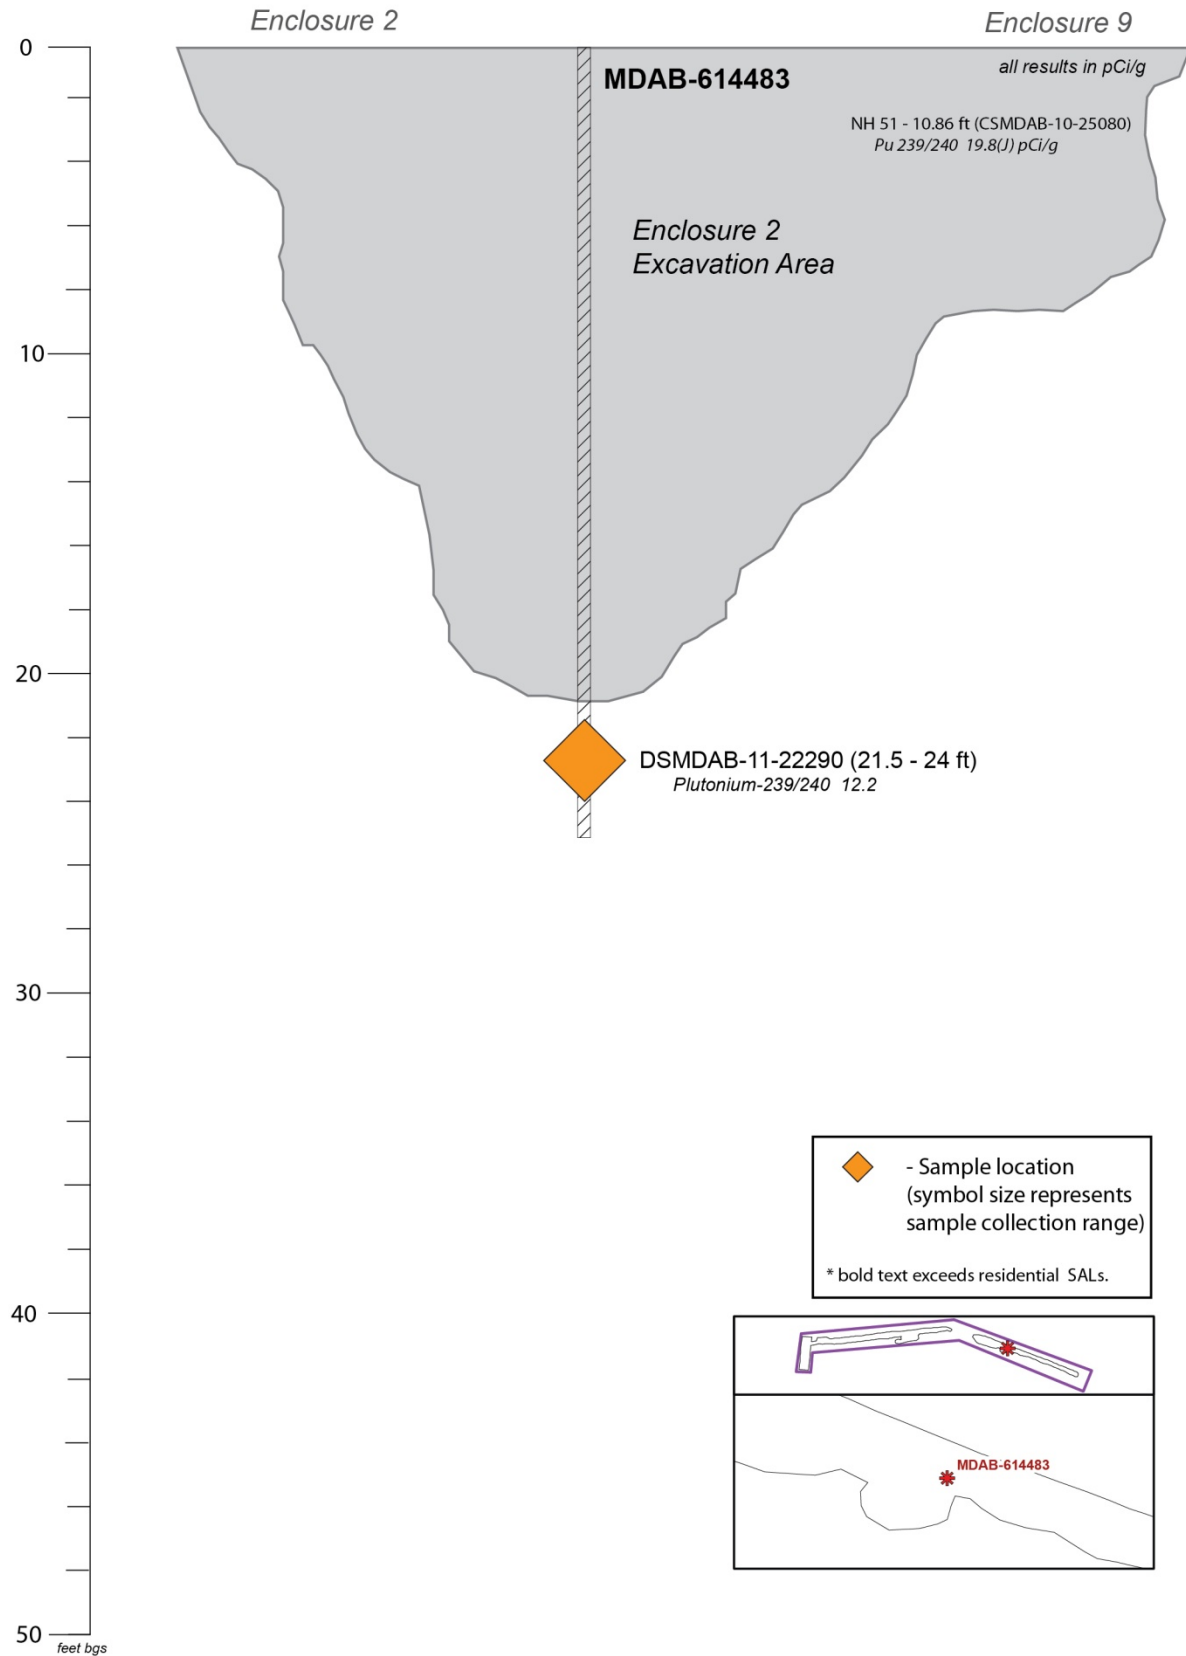 Enclosure 2
Enclosure 9
0
all results in pCi/g
MDAB-614483
NH 51 - 10.86 ft (CSMDAB-10-25080)
Pu 239/240 19.8(J) pCi/g
Enclosure 2
Excavation Area
10
20
DSMDAB-11-22290 (21.5 - 24 ft)
Plutonium-239/240 12.2
30
- Sample location
(symbol size represents
sample collection range)
* bold text exceeds residential SALs.
40
MDAB-614483
50
feet bgs